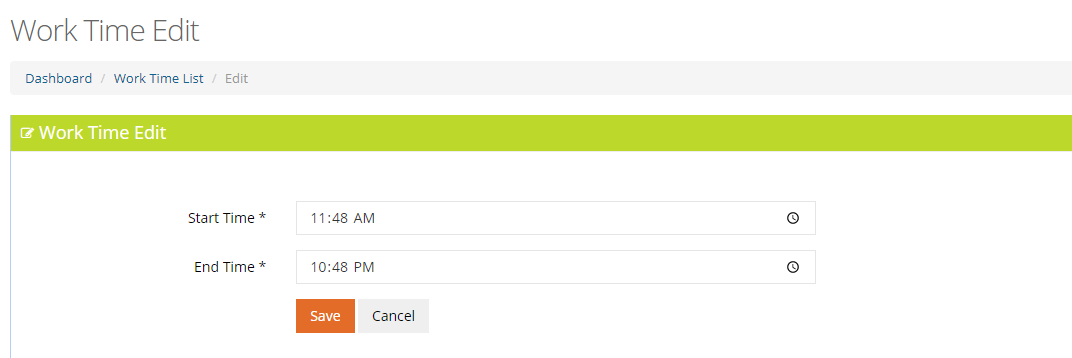 Work Time Edit
Dashboard / Work Time List / Edit
Work Time Edit
Start Time * 11:48 AM
End Time * 10:48 PM
Save Cancel